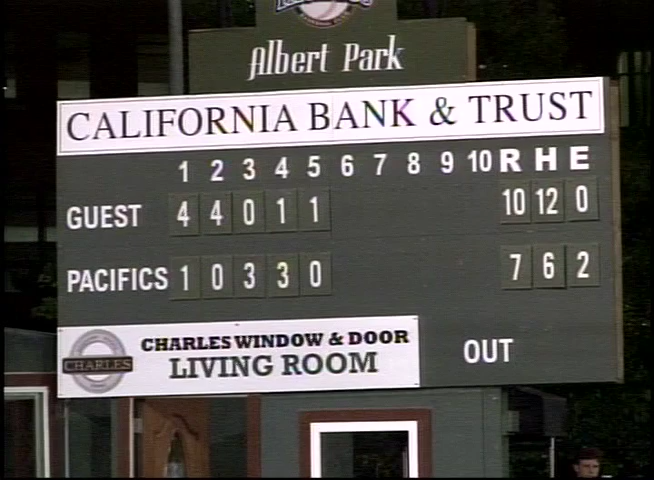 Albert Park
CALIFORNIA BANK & TRUST
1 2 3 4 5 6 7 8 9 10 R H E
GUEST 4 4 0 1 1 10 12 0
PACIFICS 1 0 3 3 0 7 6 2
CHARLES WINDOW & DOOR
LIVING ROOM
CHARLES
OUT